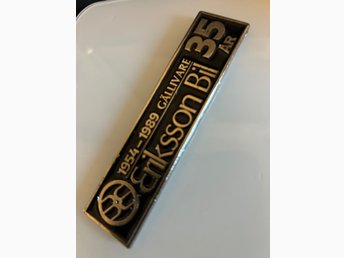 1954-1989 GÄLLIVARE
Eriksson Bil
35
ÅR